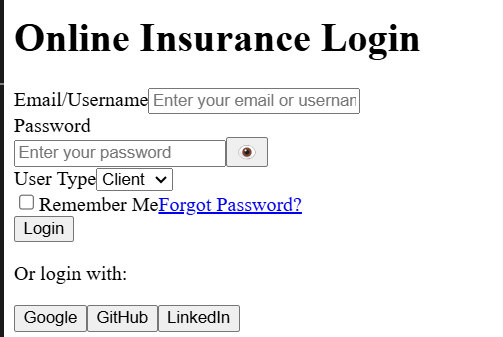 Online Insurance Login
Email/Username Enter your email or usernam
Password
Enter your password
User Type Client
Remember Me Forgot Password?
Login
Or login with:
Google GitHub LinkedIn